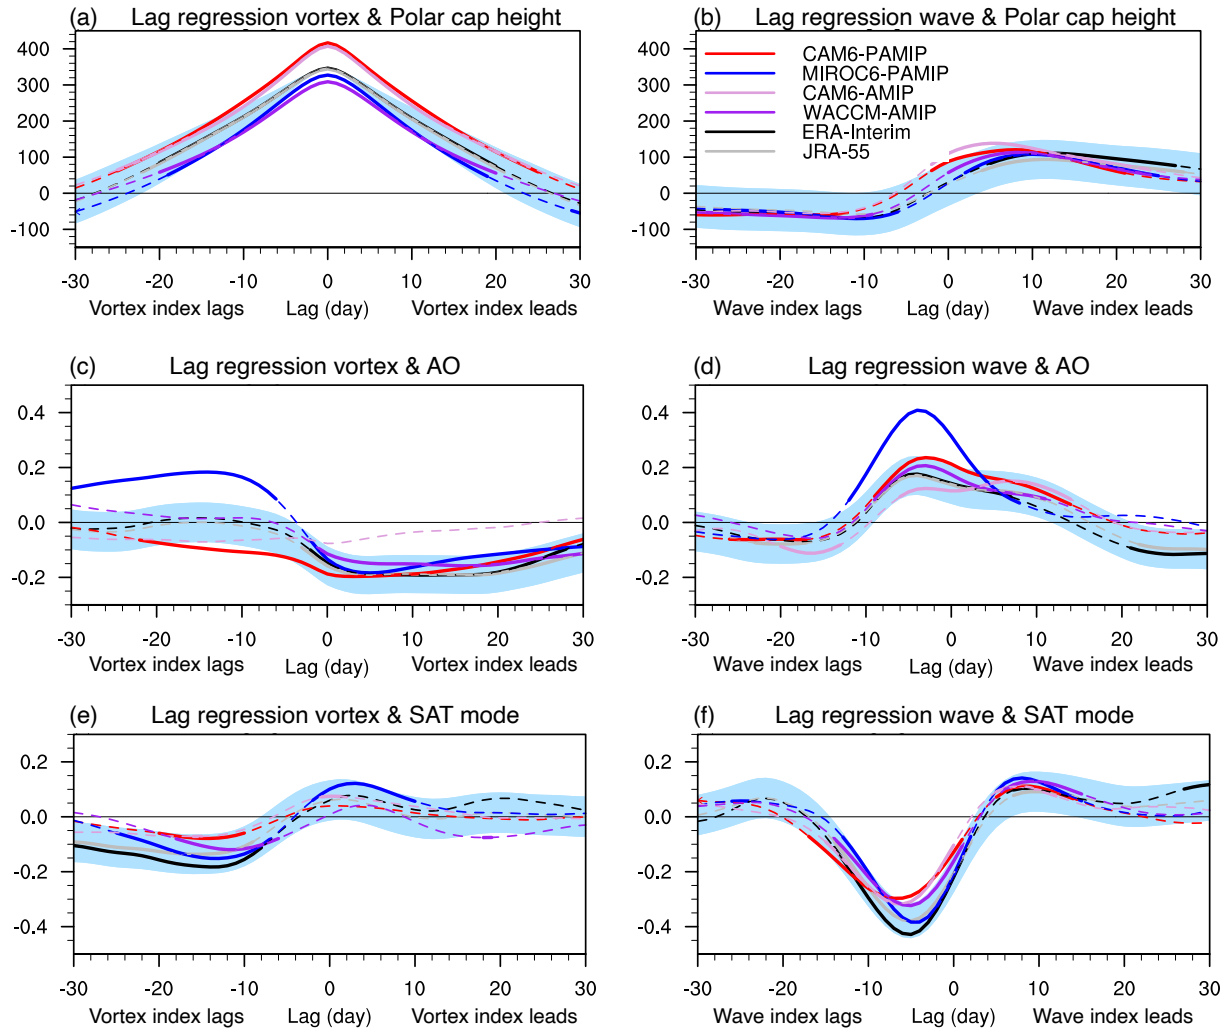 (a) Lag regression vortex & Polar cap height
400
300
200
100
0
-100
-30 -20 -10 0 10 20 30
Vortex index lags Lag (day) Vortex index leads
(b) Lag regression wave & Polar cap height
CAM6-PAMIP
MIROC6-PAMIP
CAM6-AMIP
WACCM-AMIP
ERA-Interim
JRA-55
400
300
200
100
0
-100
-30 -20 -10 0 10 20 30
Wave index lags Lag (day) Wave index leads
(c) Lag regression vortex & AO
0.4
0.2
0.0
-0.2
-30 -20 -10 0 10 20 30
Vortex index lags Lag (day) Vortex index leads
(d) Lag regression wave & AO
0.4
0.2
0.0
-0.2
-30 -20 -10 0 10 20 30
Wave index lags Lag (day) Wave index leads
(e) Lag regression vortex & SAT mode
0.2
0.0
-0.2
-0.4
-30 -20 -10 0 10 20 30
Vortex index lags Lag (day) Vortex index leads
(f) Lag regression wave & SAT mode
0.2
0.0
-0.2
-0.4
-30 -20 -10 0 10 20 30
Wave index lags Lag (day) Wave index leads